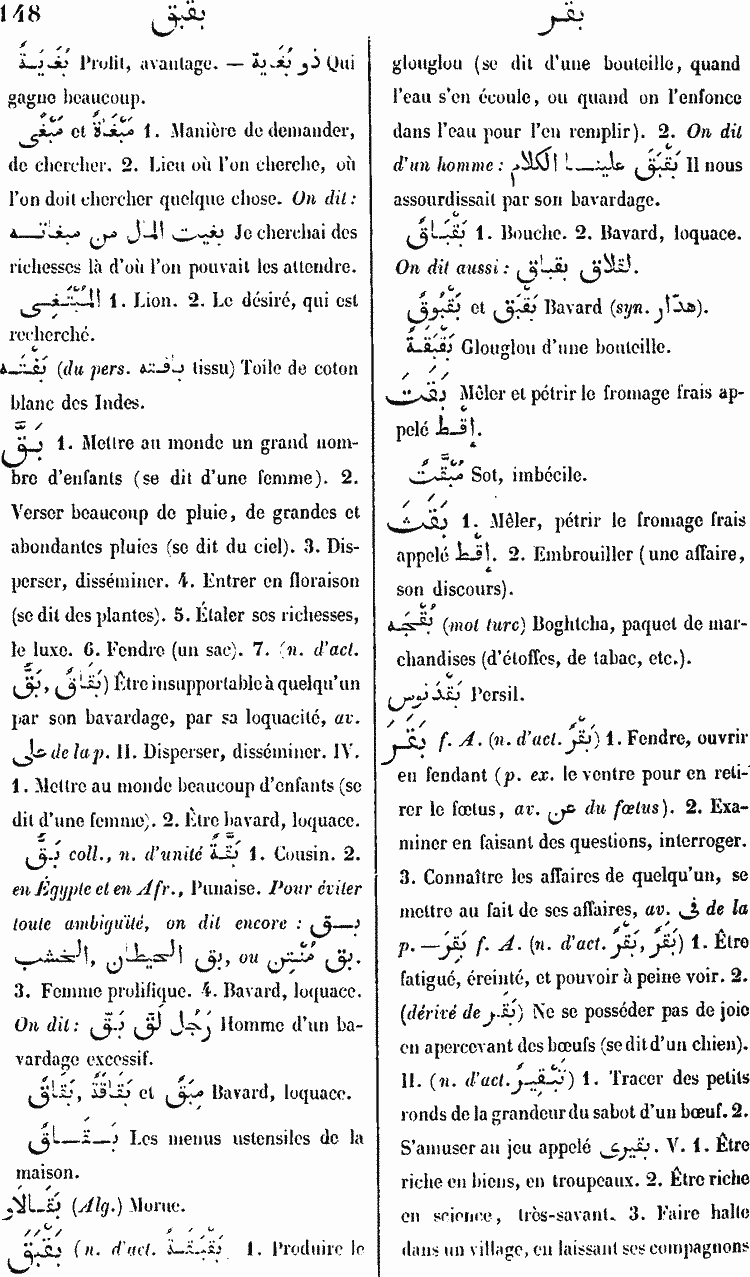 148
بقبق
بقر
بُغَيَةٌ Profit, avantage. — ذو بُغَية Qui
gagne beaucoup.
مَبْغًى et مَبْغَاةٌ 1. Manière de demander,
de chercher. 2. Lieu où l'on cherche, où
l'on doit chercher quelque chose. On dit:
بغيت المال من مبغاته Je cherchai des
richesses là d'où l'on pouvait les attendre.
المُبْتَغِى 1. Lion. 2. Le désiré, qui est
recherché.
بَفْتَه (du pers. بافته tissu) Toile de coton
blanc des Indes.
بَقَّ 1. Mettre au monde un grand nom-
bre d'enfants (se dit d'une femme). 2.
Verser beaucoup de pluie, de grandes et
abondantes pluies (se dit du ciel). 3. Dis-
perser, disséminer. 4. Entrer en floraison
(se dit des plantes). 5. Étaler ses richesses,
le luxe. 6. Fendre (un sac). 7. (n. d'act.
بَقٌّ, بَقَاقٌ) Être insupportable à quelqu'un
par son bavardage, par sa loquacité, av.
على de la p. II. Disperser, disséminer. IV.
1. Mettre au monde beaucoup d'enfants (se
dit d'une femme). 2. Être bavard, loquace.
بَقٌّ coll., n. d'unité بَقَّةٌ 1. Cousin. 2.
en Égypte et en Afr., Punaise. Pour éviter
toute ambiguïté, on dit encore : بق
الخشب, بق الحيطان, ou بق مُنْتِن.
3. Femme prolifique. 4. Bavard, loquace.
On dit: رَجُل لَقّ بَقّ Homme d'un ba-
vardage excessif.
بَقَاقٌ, بَقَاقَةٌ et مِبَقٌّ Bavard, loquace.
بَقَاقٌ Les menus ustensiles de la
maison.
بَقَالاو (Alg.) Morue.
بَقْبَقَ (n. d'act. بَقْبَقَةٌ 1. Produire le
glouglou (se dit d'une bouteille, quand
l'eau s'en écoule, ou quand on l'enfonce
dans l'eau pour l'en remplir). 2. On dit
d'un homme : بَقْبَقَ علينا الكلام Il nous
assourdissait par son bavardage.
بَقْبَاقٌ 1. Bouche. 2. Bavard, loquace.
On dit aussi : لقلاق بقباق.
بَقْبُوقٌ et بَقْبَق Bavard (syn. هذّار).
بَقْبَقَةٌ Glouglou d'une bouteille.
بَقَتَ Mêler et pétrir le fromage frais ap-
pelé أِقْط.
مُبَقَّتٌ Sot, imbécile.
بَقَثَ 1. Mêler, pétrir le fromage frais
appelé إِقْط. 2. Embrouiller (une affaire,
son discours).
بُقْجَه (mot turc) Boghtcha, paquet de mar-
chandises (d'étoffes, de tabac, etc.).
بَقْدَنوس Persil.
بَقَرَ f. A. (n. d'act. بَقْرٌ) 1. Fendre, ouvrir
en fendant (p. ex. le ventre pour en reti-
rer le fœtus, av. عن du fœtus). 2. Exa-
miner en faisant des questions, interroger.
3. Connaître les affaires de quelqu'un, se
mettre au fait de ses affaires, av. فى de la
p. — بَقِرَ f. A. (n. d'act. بَقْرٌ, بَقَرٌ) 1. Être
fatigué, éreinté, et pouvoir à peine voir. 2.
(dérivé de بَقَر) Ne se posséder pas de joie
en apercevant des bœufs (se dit d'un chien).
II. (n. d'act. تَبْقِيرٌ) 1. Tracer des petits
ronds de la grandeur du sabot d'un bœuf. 2.
S'amuser au jeu appelé بقيرى. V. 1. Être
riche en biens, en troupeaux. 2. Être riche
en science, très-savant. 3. Faire halte
dans un village, en laissant ses compagnons